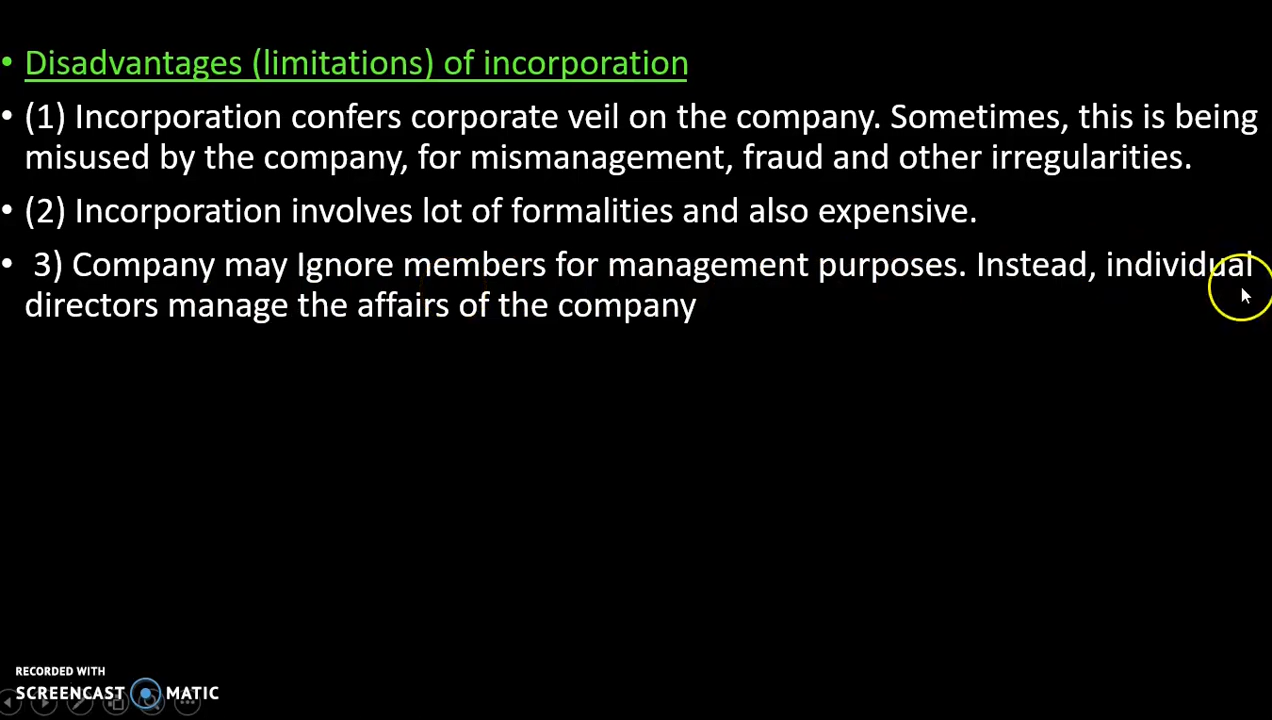 • Disadvantages (limitations) of incorporation
• (1) Incorporation confers corporate veil on the company. Sometimes, this is being
misused by the company, for mismanagement, fraud and other irregularities.
• (2) Incorporation involves lot of formalities and also expensive.
• 3) Company may Ignore members for management purposes. Instead, individual
directors manage the affairs of the company
RECORDED WITH
SCREENCAST MATIC